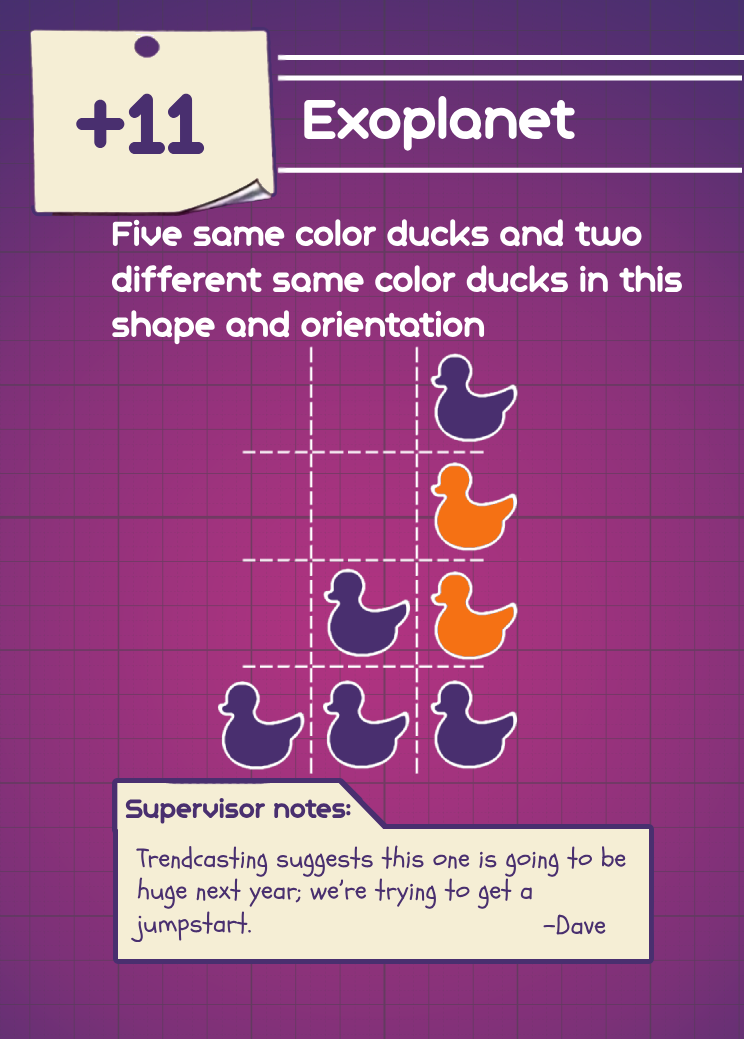 +11
Exoplanet
Five same color ducks and two
different same color ducks in this
shape and orientation
Supervisor notes:
Trendcasting suggests this one is going to be
huge next year; we're trying to get a
jumpstart. -Dave